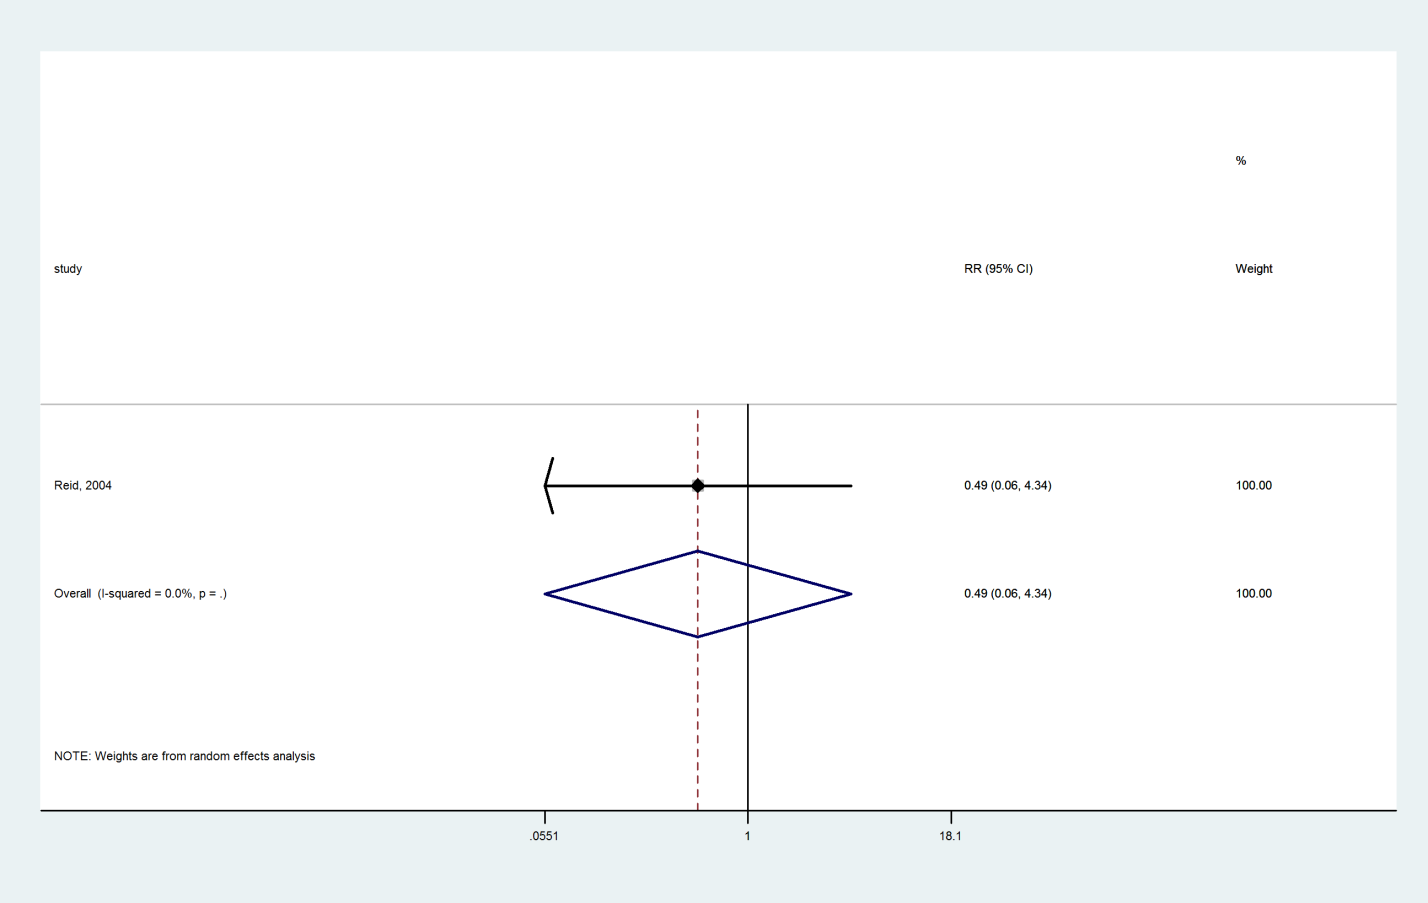 %
study RR (95% CI) Weight
Reid, 2004 0.49 (0.06, 4.34) 100.00
Overall  (I-squared = 0.0%, p = .) 0.49 (0.06, 4.34) 100.00
NOTE: Weights are from random effects analysis
.0551 1 18.1